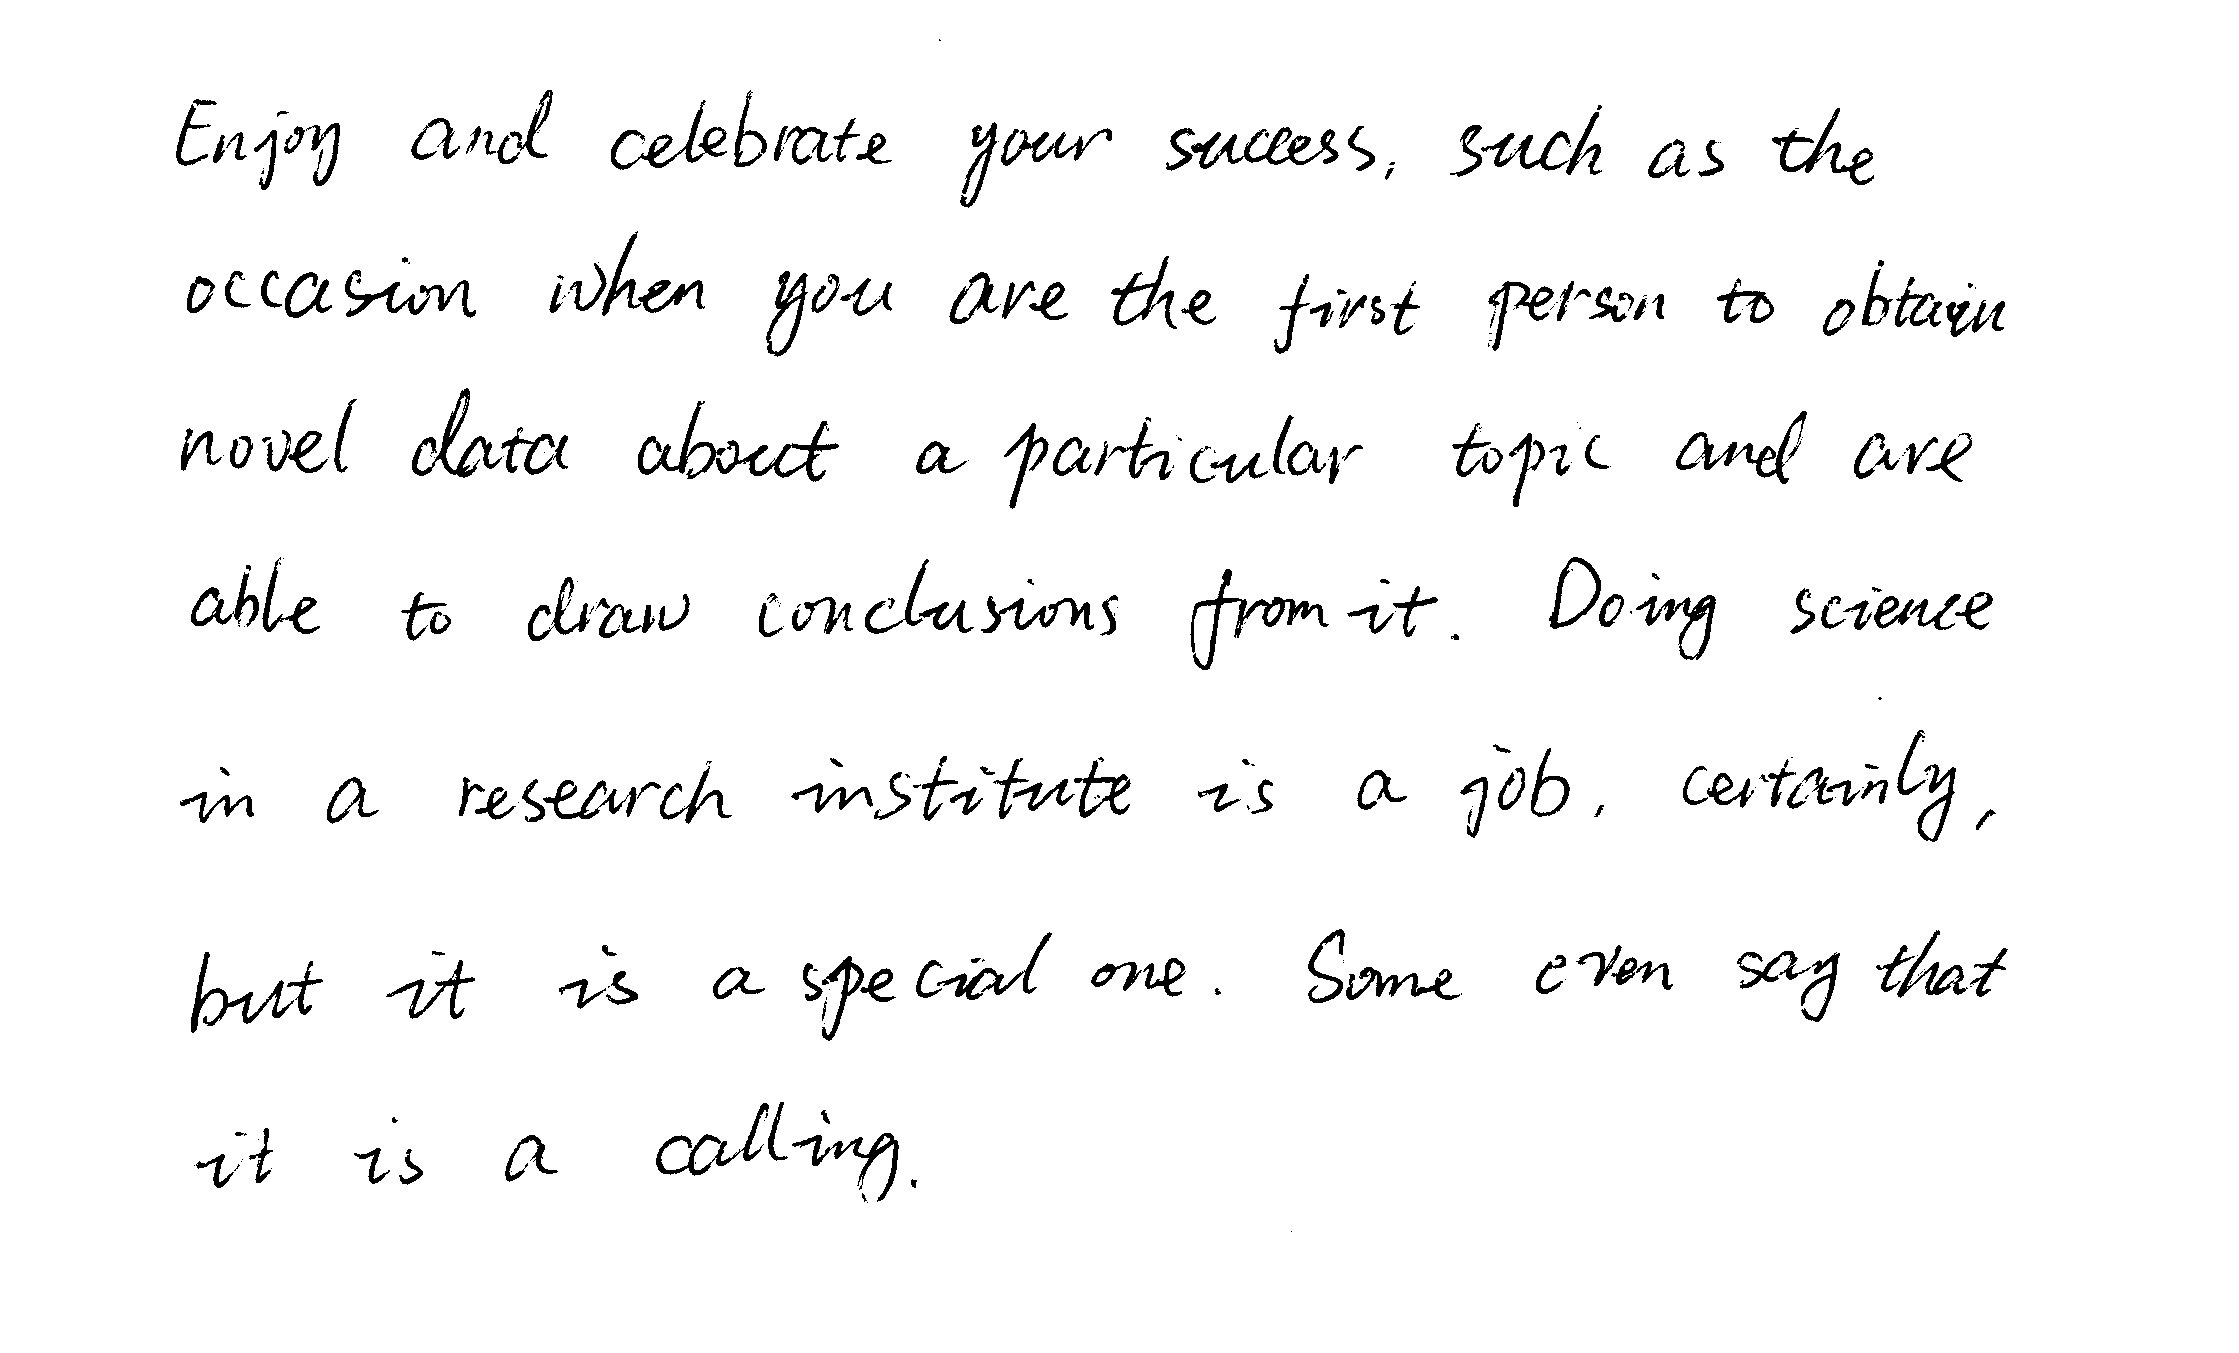 Enjoy and celebrate your success, such as the
occasion when you are the first person to obtain
novel data about a particular topic and are
able to draw conclusions from it. Doing science
in a research institute is a job, certainly,
but it is a special one. Some even say that
it is a calling.